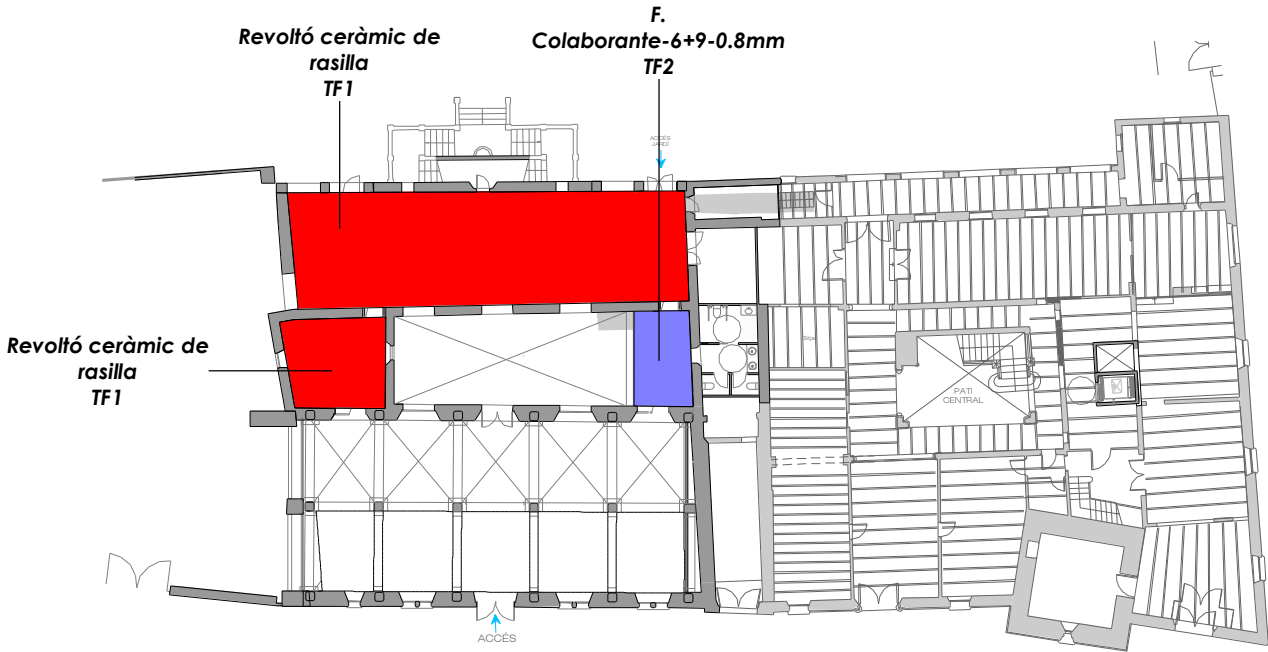 F.
Colaborante-6+9-0.8mm
TF2
Revoltó ceràmic de
rasilla
TF1
ACCÉS
JARDÍ
Revoltó ceràmic de
rasilla
TF1
Sitja
PATI
CENTRAL
ACCÉS